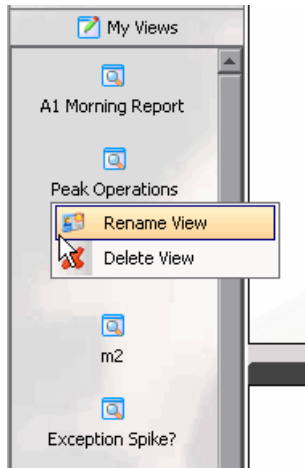 My Views
A1 Morning Report
Peak Operations
Rename View
Delete View
m2
Exception Spike?